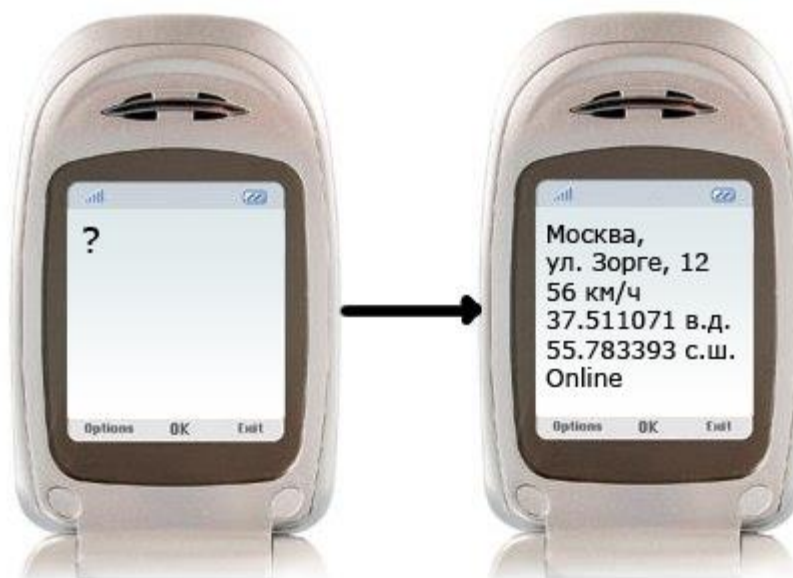 ?
Options OK Exit
Москва,
ул. Зорге, 12
56 км/ч
37.511071 в.д.
55.783393 с.ш.
Online
Options OK Exit